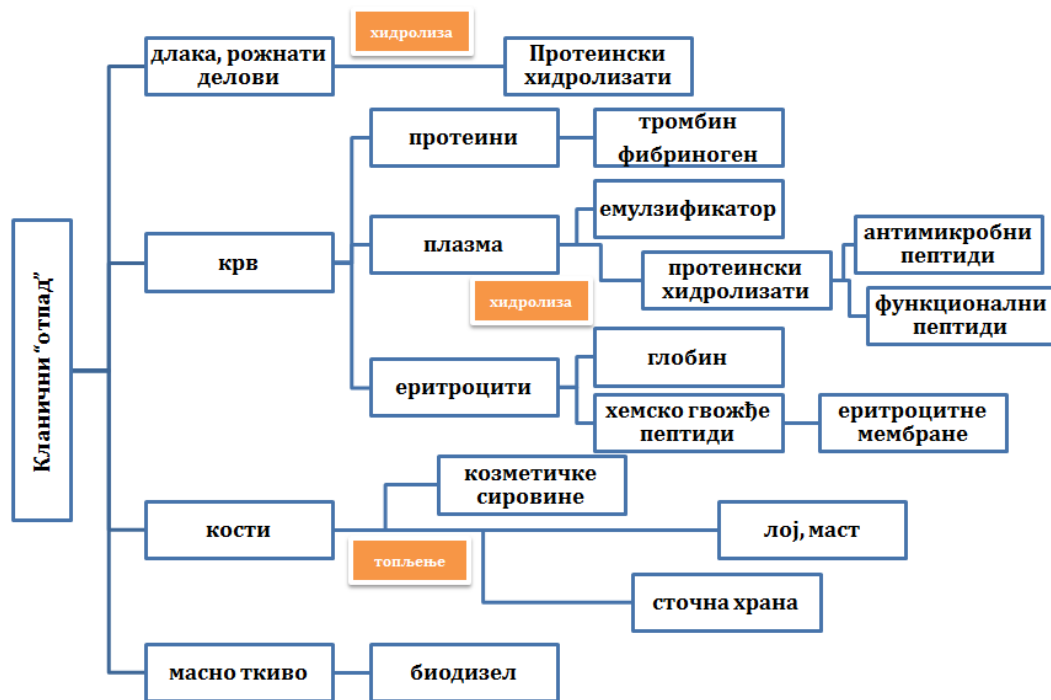 хидролиза
длака, рожнати
делови
Протеински
хидролизати
протеини
тромбин
фибриноген
емулзификатор
плазма
антимикробни
пептиди
крв
протеински
хидролизати
хидролиза
функционални
пептиди
Кланични “отпад”
глобин
еритроцити
хемско гвожђе
пептиди
еритроцитне
мембране
козметичке
сировине
кости
лој, маст
топљење
сточна храна
масно ткиво
биодизел